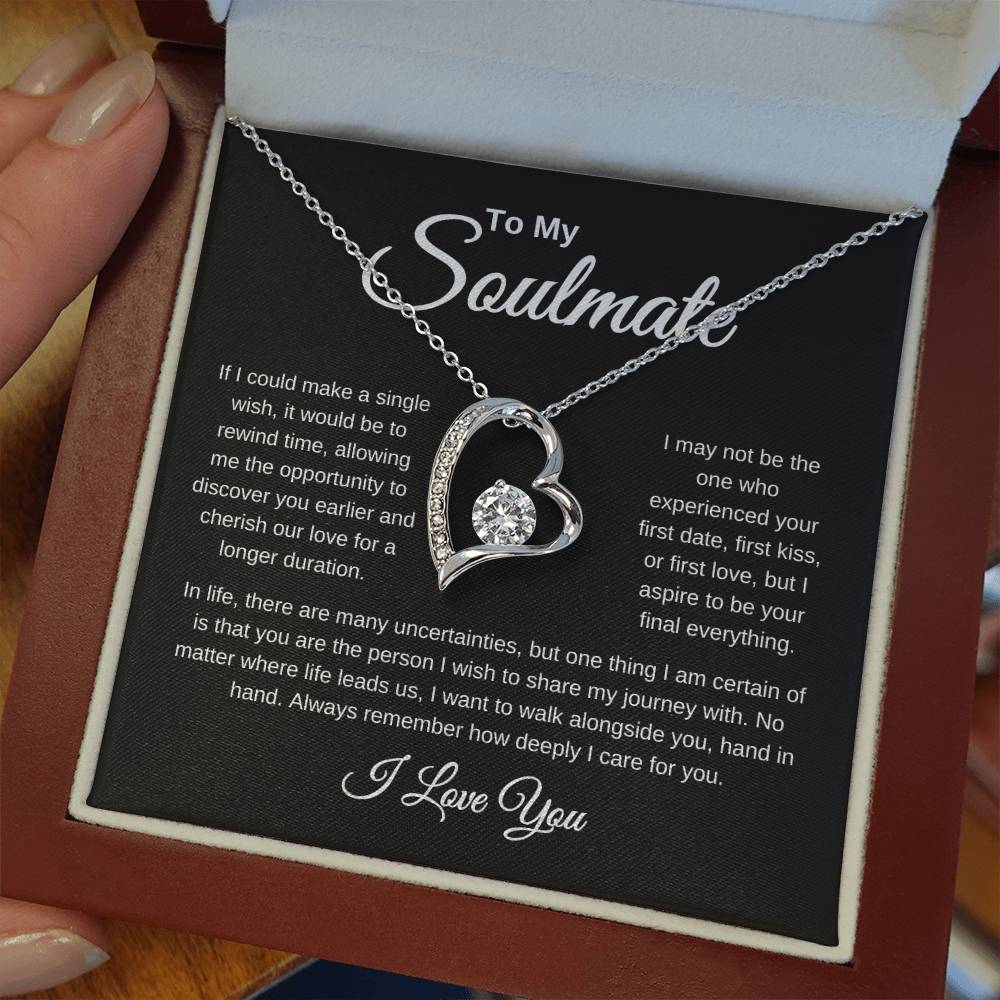 To My
Soulmate
If I could make a single
wish, it would be to
rewind time, allowing
me the opportunity to
discover you earlier and
cherish our love for a
longer duration.
I may not be the
one who
experienced your
first date, first kiss,
or first love, but I
aspire to be your
final everything.
In life, there are many uncertainties, but one thing I am certain of
is that you are the person I wish to share my journey with. No
matter where life leads us, I want to walk alongside you, hand in
hand. Always remember how deeply I care for you.
I Love You